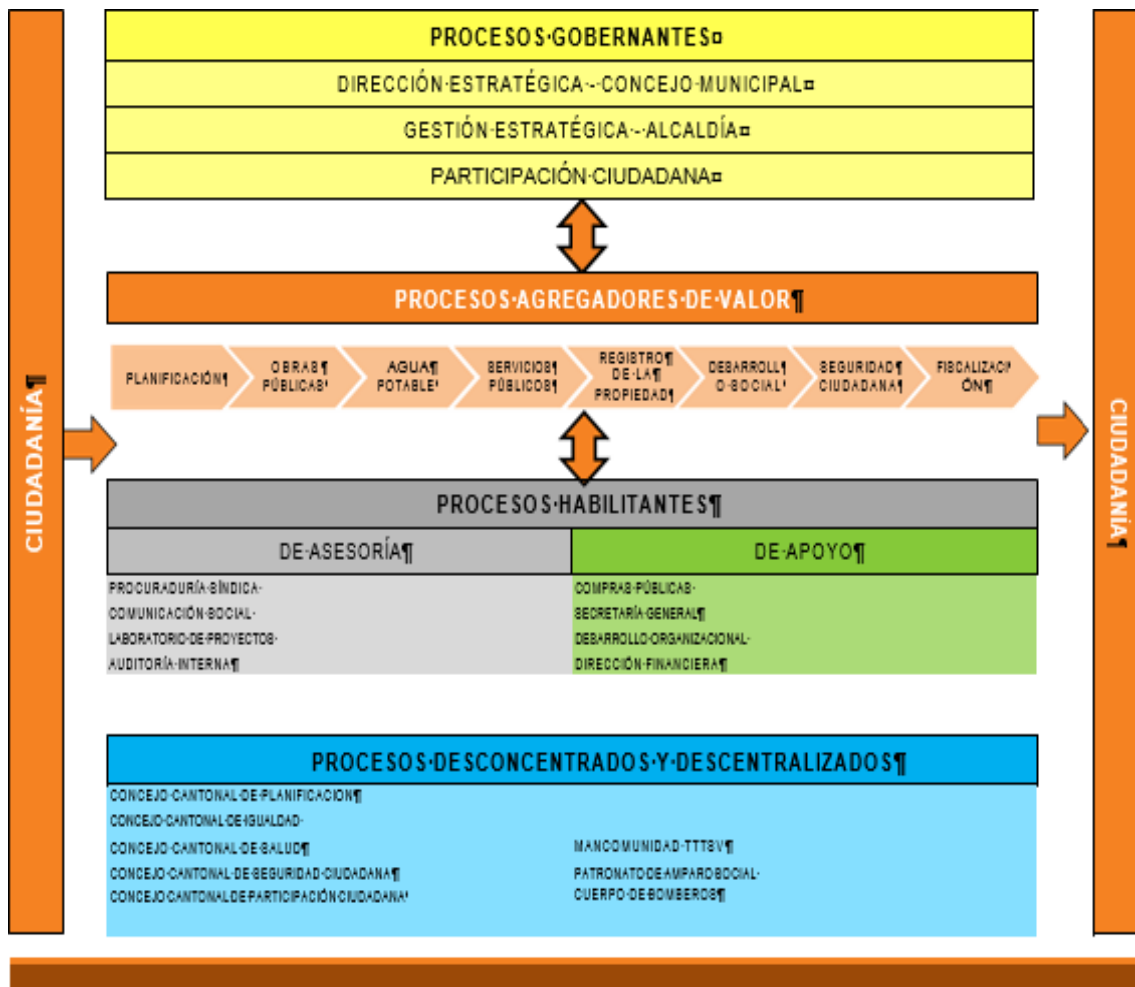 CIUDADANÍA¶
PROCESOS·GOBERNANTES¤
DIRECCIÓN·ESTRATÉGICA·-·CONCEJO·MUNICIPAL¤
GESTIÓN·ESTRATÉGICA·-·ALCALDÍA¤
PARTICIPACIÓN·CIUDADANA¤
PROCESOS·AGREGADORES·DE·VALOR¶
PLANIFICACIÓN¶
OBRAS¶
PÚBLICAS¶
AGUA¶
POTABLE¶
SERVICIOS¶
PÚBLICOS¶
REGISTRO¶
DE·LA¶
PROPIEDAD¶
DESARROLL
O·SOCIAL¶
SEGURIDAD¶
CIUDADANA¶
FISCALIZACI
ÓN¶
PROCESOS·HABILITANTES¶
DE·ASESORÍA¶
PROCURADURÍA·SÍNDICA·
COMUNICACIÓN·SOCIAL·
LABORATORIO·DE·PROYECTOS·
AUDITORÍA·INTERNA¶
DE·APOYO¶
COMPRAS·PÚBLICAS·
SECRETARÍA·GENERAL¶
DESARROLLO·ORGANIZACIONAL·
DIRECCIÓN·FINANCIERA¶
PROCESOS·DESCONCENTRADOS·Y·DESCENTRALIZADOS¶
CONCEJO·CANTONAL·DE·PLANIFICACION¶
CONCEJO·CANTONAL·DE·IGUALDAD·
CONCEJO·CANTONAL·DE·SALUD¶
CONCEJO·CANTONAL·DE·SEGURIDAD·CIUDADANA¶
CONCEJO·CANTONAL·DE·PARTICIPACIÓN·CIUDADANA¶
MANCOMUNIDAD·TTTSV¶
PATRONATO·DE·AMPARO·SOCIAL·
CUERPO·DE·BOMBEROS¶
CIUDADANÍA¶